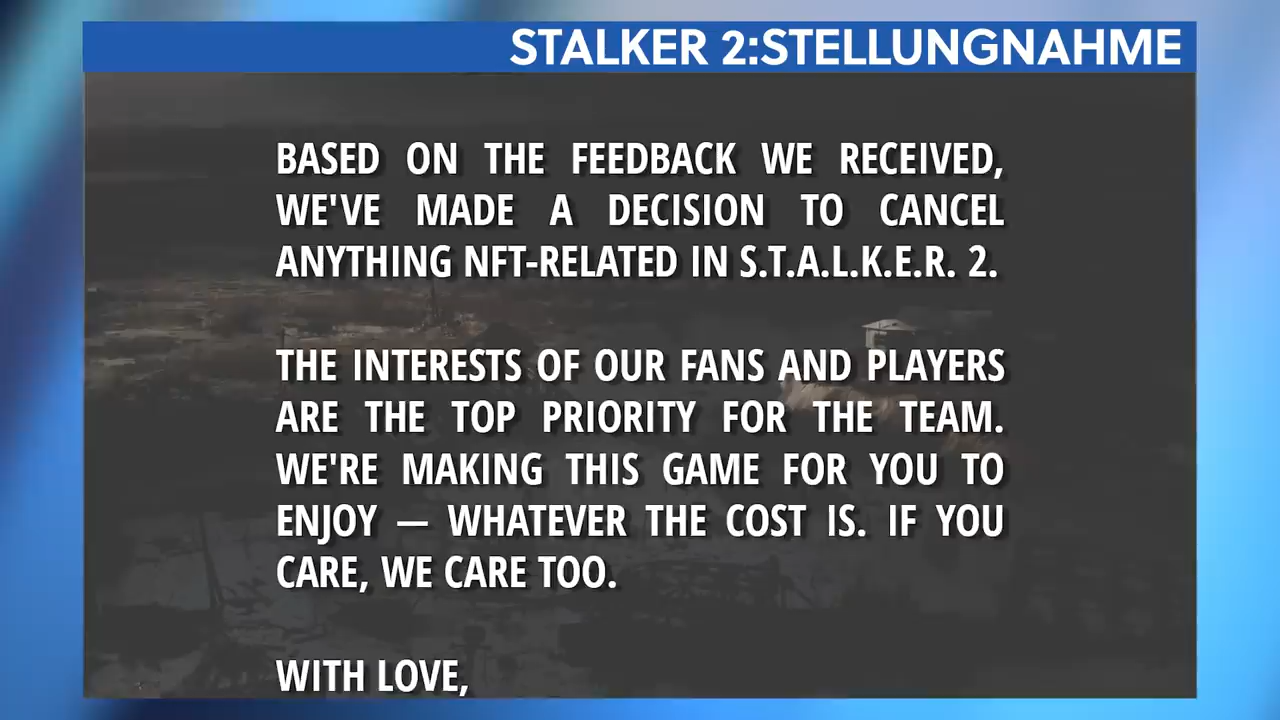 STALKER 2:STELLUNGNAHME
BASED ON THE FEEDBACK WE RECEIVED,
WE'VE MADE A DECISION TO CANCEL
ANYTHING NFT-RELATED IN S.T.A.L.K.E.R. 2.
THE INTERESTS OF OUR FANS AND PLAYERS
ARE THE TOP PRIORITY FOR THE TEAM.
WE'RE MAKING THIS GAME FOR YOU TO
ENJOY — WHATEVER THE COST IS. IF YOU
CARE, WE CARE TOO.
WITH LOVE,